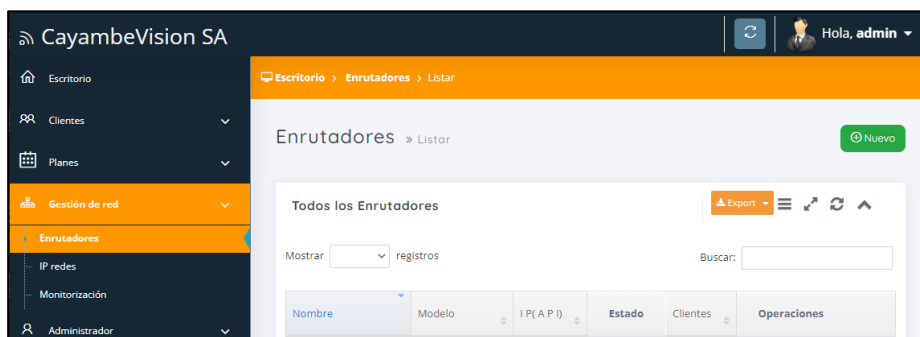 CayambeVision SA
Hola, admin
Escritorio
Clientes
Planes
Gestión de red
Enrutadores
IP redes
Monitorización
Administrador
Escritorio > Enrutadores > Listar
Enrutadores » Listar
Nuevo
Todos los Enrutadores
Export
Mostrar registros
Buscar:
Nombre Modelo I P( A P I) Estado Clientes Operaciones